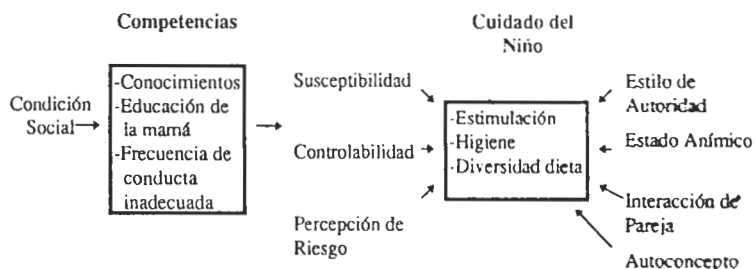 Competencias
Cuidado del
Niño
Condición
Social
-Conocimientos
-Educación de
la mamá
-Frecuencia de
conducta
inadecuada
Susceptibilidad
Controlabilidad
Percepción de
Riesgo
-Estimulación
-Higiene
-Diversidad dieta
Estilo de
Autoridad
Estado Anímico
Interacción de
Pareja
Autoconcepto